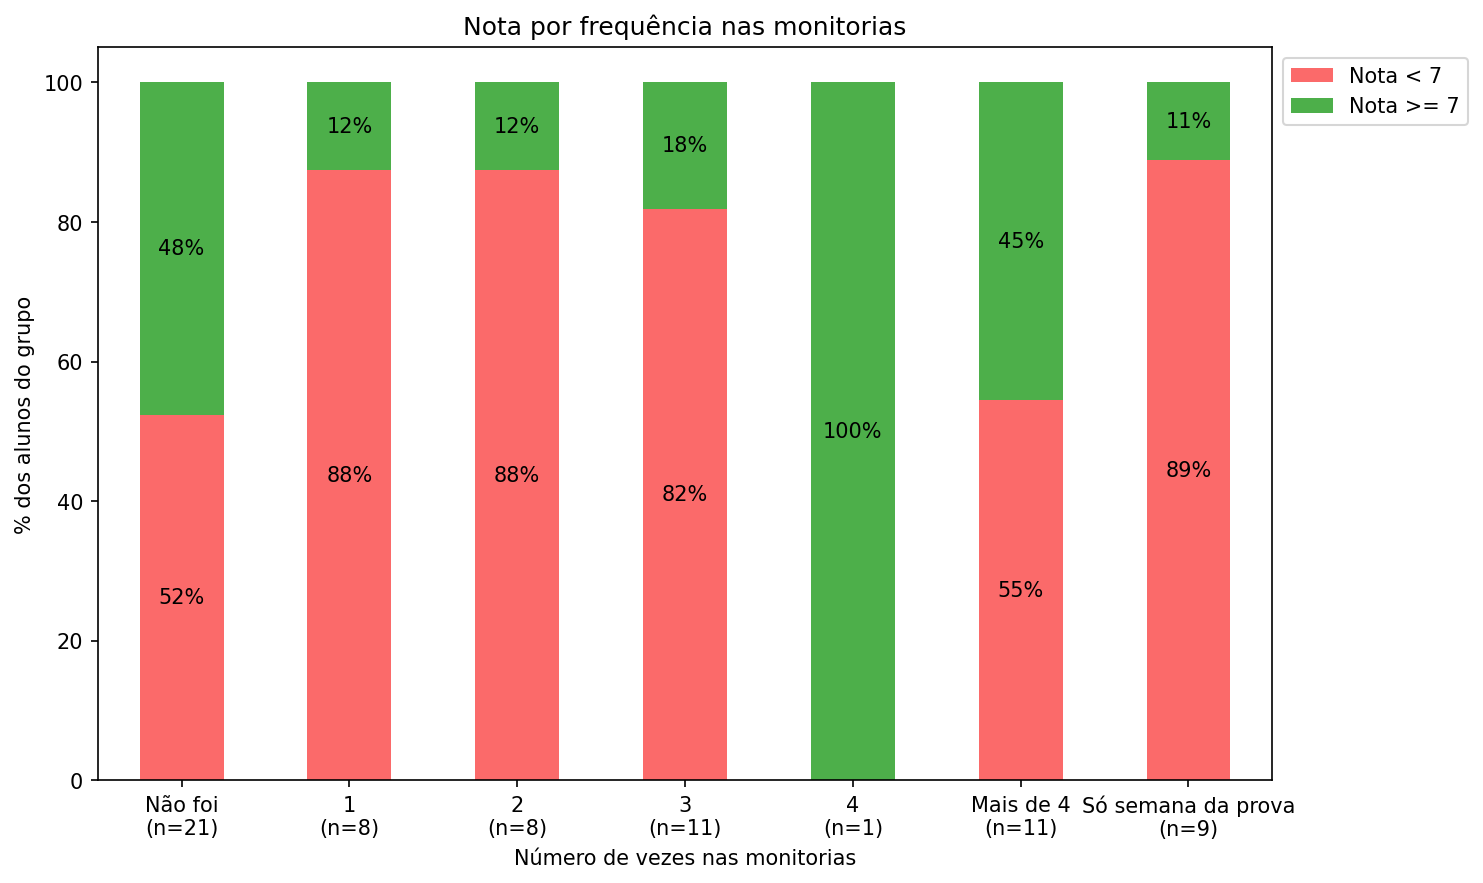 Nota por frequência nas monitorias
Nota < 7
Nota >= 7
% dos alunos do grupo
100
80
60
40
20
0
48%
52%
12%
88%
12%
88%
18%
82%
100%
45%
55%
11%
89%
Não foi
(n=21)
1
(n=8)
2
(n=8)
3
(n=11)
4
(n=1)
Mais de 4
(n=11)
Só semana da prova
(n=9)
Número de vezes nas monitorias